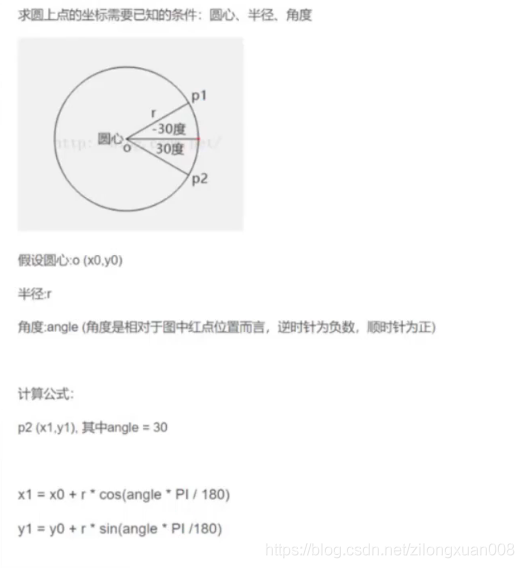 求圆上点的坐标需要已知的条件：圆心、半径、角度
p1
r
-30度
圆心
o
30度
p2
假设圆心:o (x0,y0)
半径:r
角度:angle (角度是相对于图中红点位置而言，逆时针为负数，顺时针为正)
计算公式：
p2 (x1,y1), 其中angle = 30
x1 = x0 + r * cos(angle * PI / 180)
y1 = y0 + r * sin(angle * PI /180)
https://blog.csdn.net/zilongxuan008